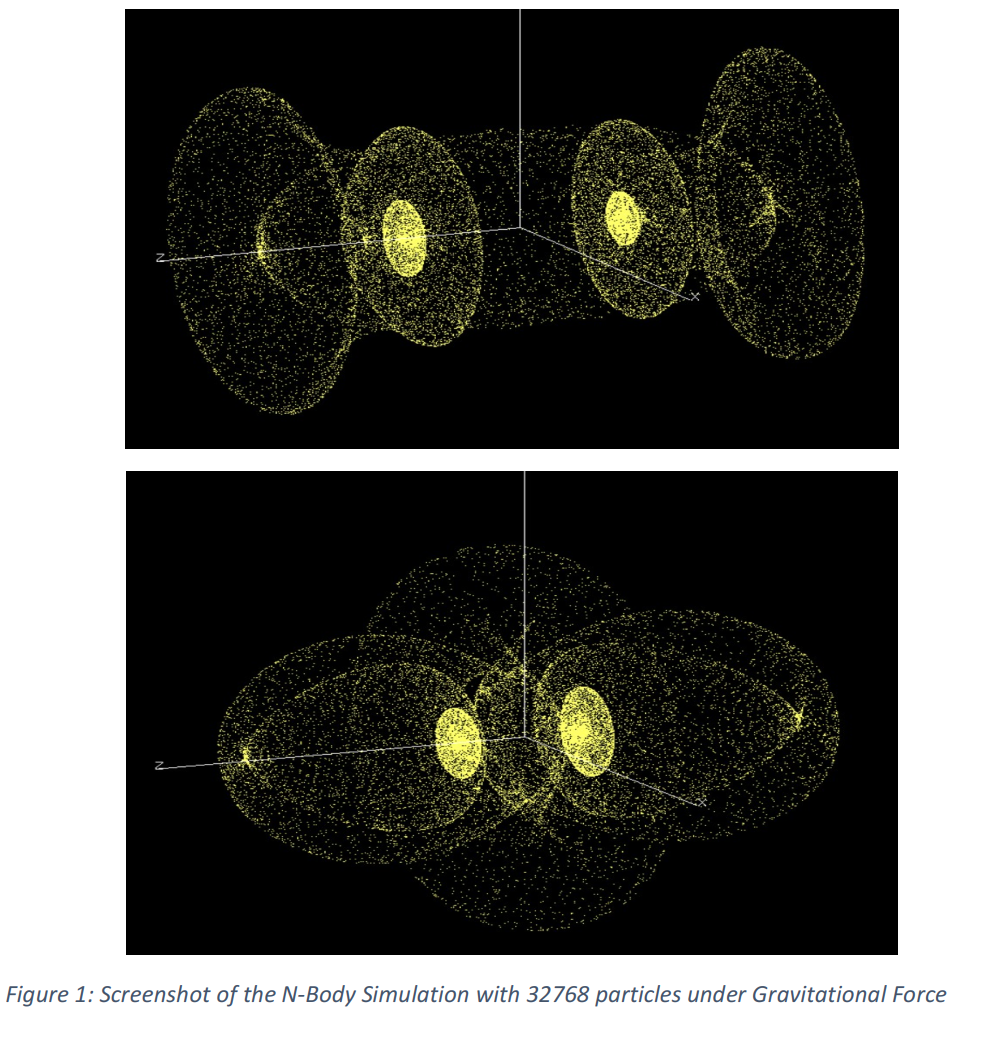 Z
X
Z
X
Figure 1: Screenshot of the N-Body Simulation with 32768 particles under Gravitational Force